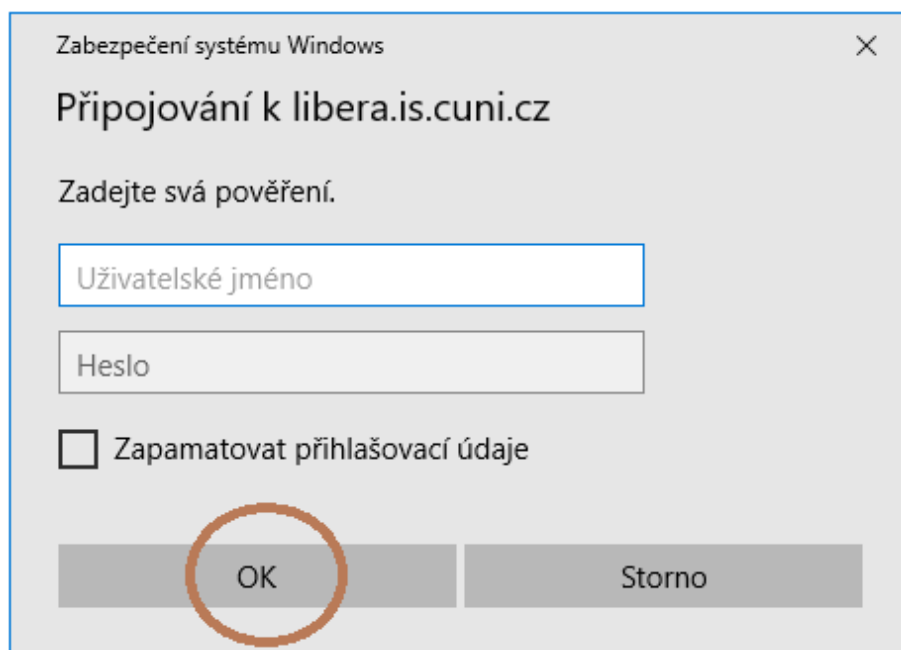 Zabezpečení systému Windows
Připojování k libera.is.cuni.cz
Zadejte svá pověření.
Uživatelské jméno
Heslo
Zapamatovat přihlašovací údaje
OK Storno